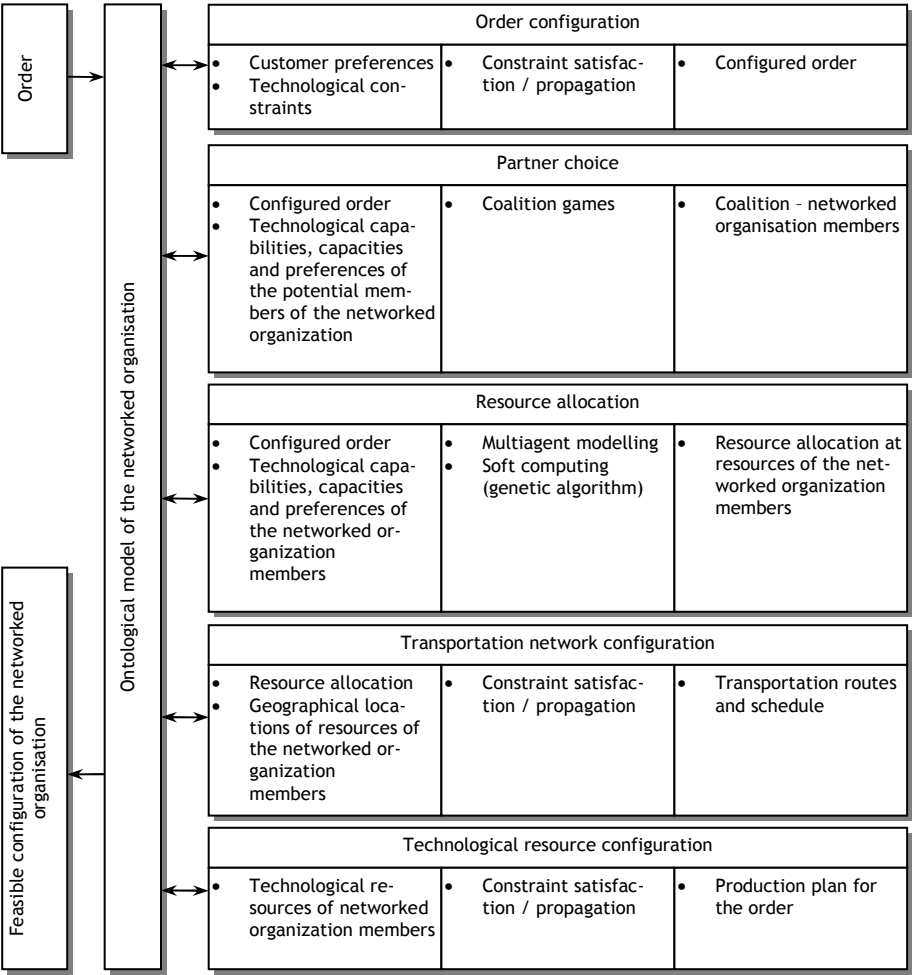 Order
Ontological model of the networked organisation
Feasible configuration of the networked
organisation
Order configuration
• Customer preferences
• Technological con-
straints
• Constraint satisfac-
tion / propagation
• Configured order
Partner choice
• Configured order
• Technological capa-
bilities, capacities
and preferences of
the potential mem-
bers of the networked
organization
• Coalition games
• Coalition – networked
organisation members
Resource allocation
• Configured order
• Technological capa-
bilities, capacities
and preferences of
the networked or-
ganization
members
• Multiagent modelling
• Soft computing
(genetic algorithm)
• Resource allocation at
resources of the net-
worked organization
members
Transportation network configuration
• Resource allocation
• Geographical loca-
tions of resources of
the networked or-
ganization
members
• Constraint satisfac-
tion / propagation
• Transportation routes
and schedule
Technological resource configuration
• Technological re-
sources of networked
organization members
• Constraint satisfac-
tion / propagation
• Production plan for
the order